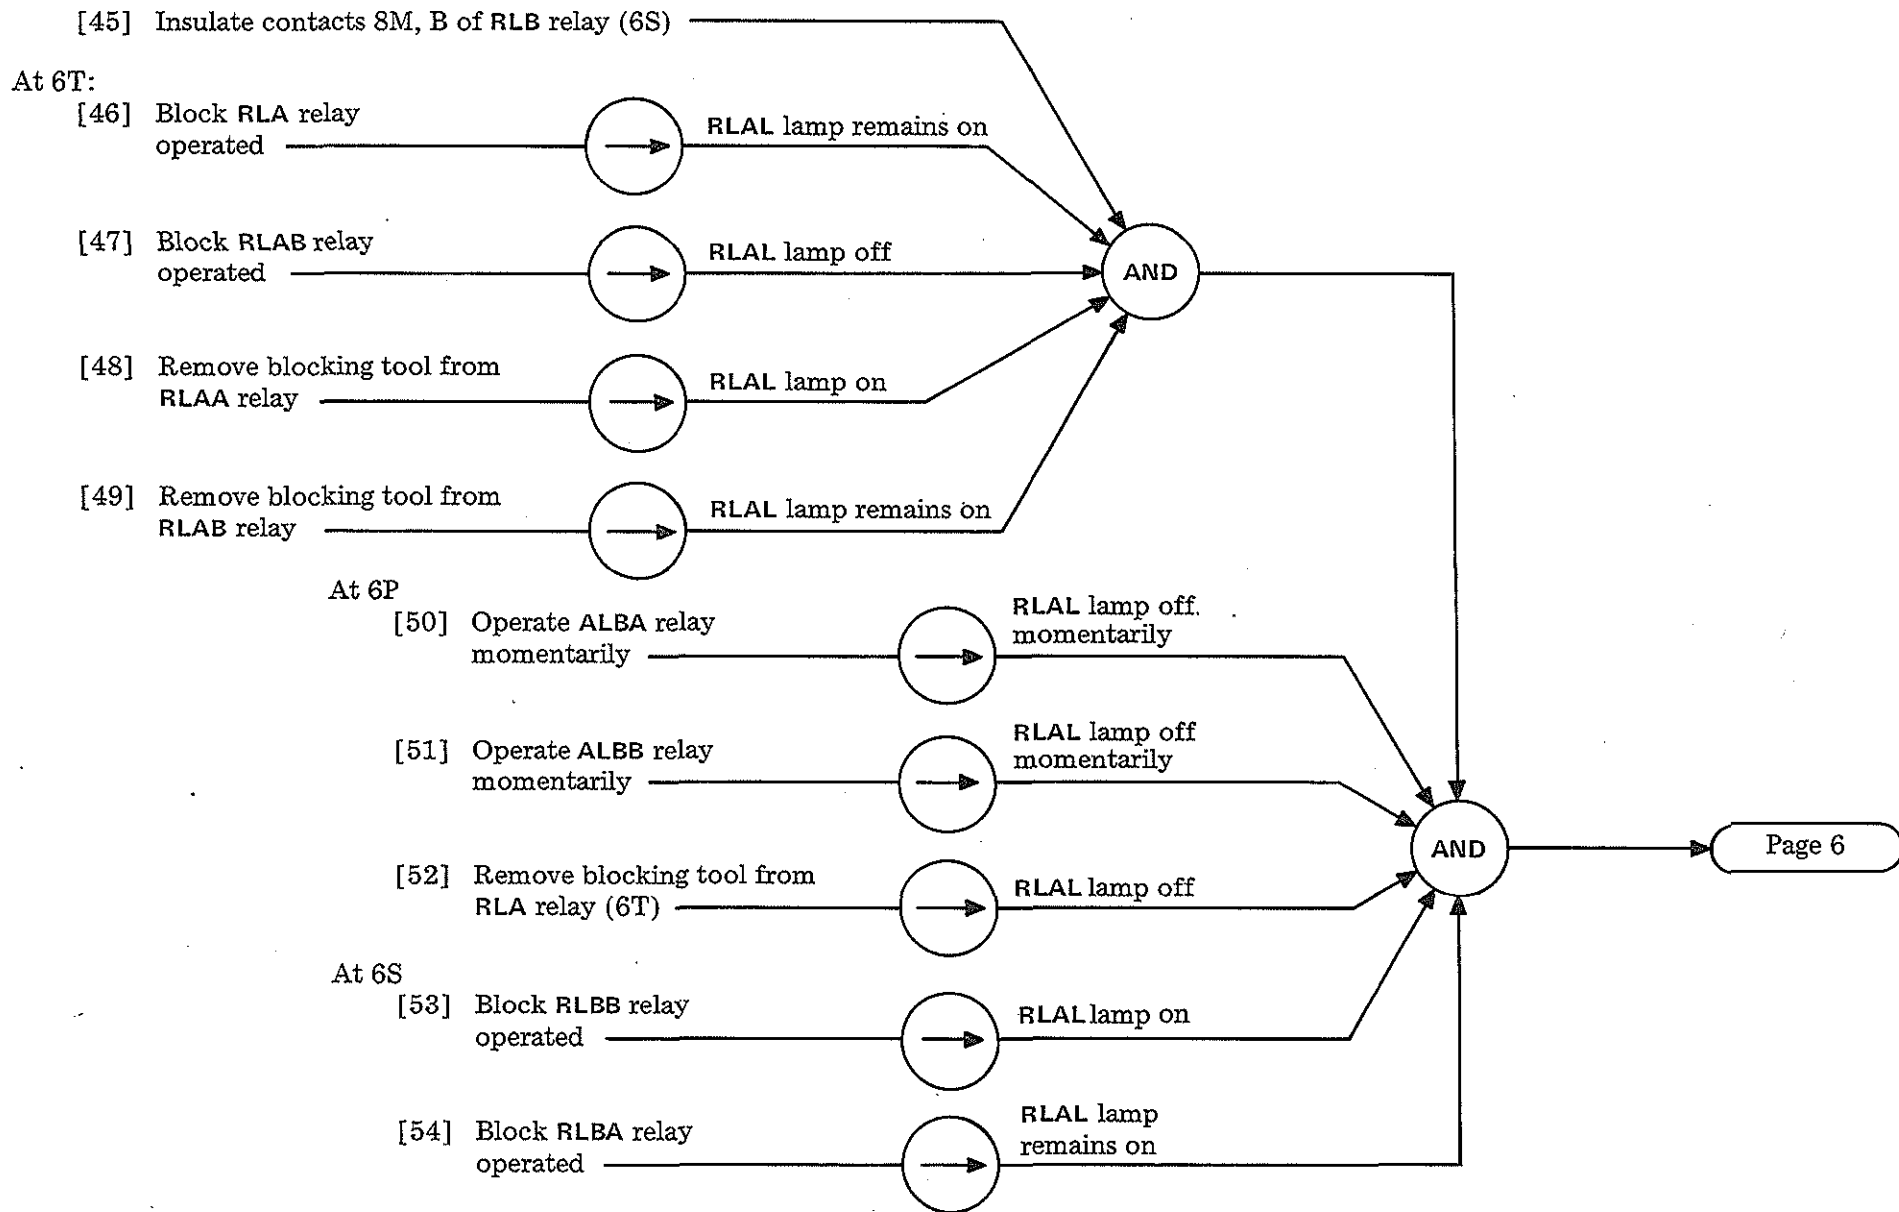 [45] Insulate contacts 8M, B of RLB relay (6S)
At 6T:
[46] Block RLA relay
operated
RLAL lamp remains on
[47] Block RLAB relay
operated
RLAL lamp off
AND
[48] Remove blocking tool from
RLAA relay
RLAL lamp on
[49] Remove blocking tool from
RLAB relay
RLAL lamp remains on
At 6P
[50] Operate ALBA relay
momentarily
RLAL lamp off.
momentarily
[51] Operate ALBB relay
momentarily
RLAL lamp off
momentarily
AND
Page 6
[52] Remove blocking tool from
RLA relay (6T)
RLAL lamp off
At 6S
[53] Block RLBB relay
operated
RLAL lamp on
[54] Block RLBA relay
operated
RLAL lamp
remains on